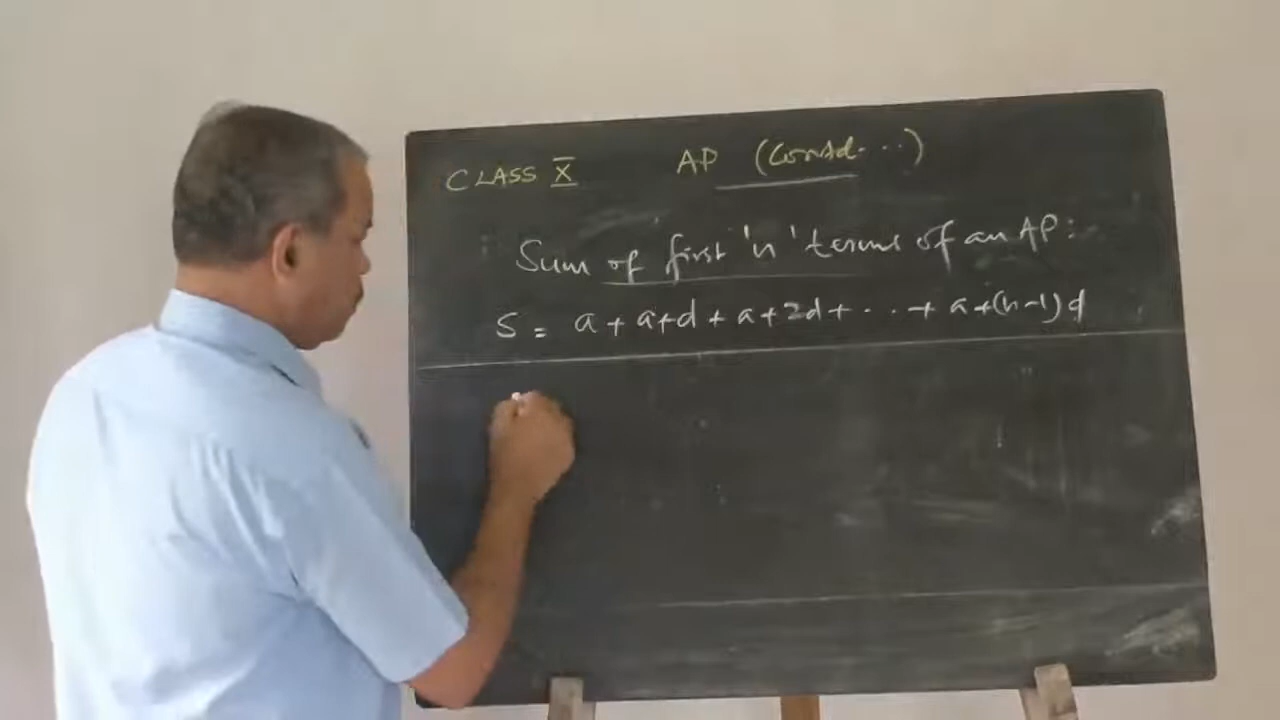 CLASS X AP (Contd...)
Sum of first 'n' terms of an AP:
S = a + a+d + a+2d + ... + a+(n-1)d